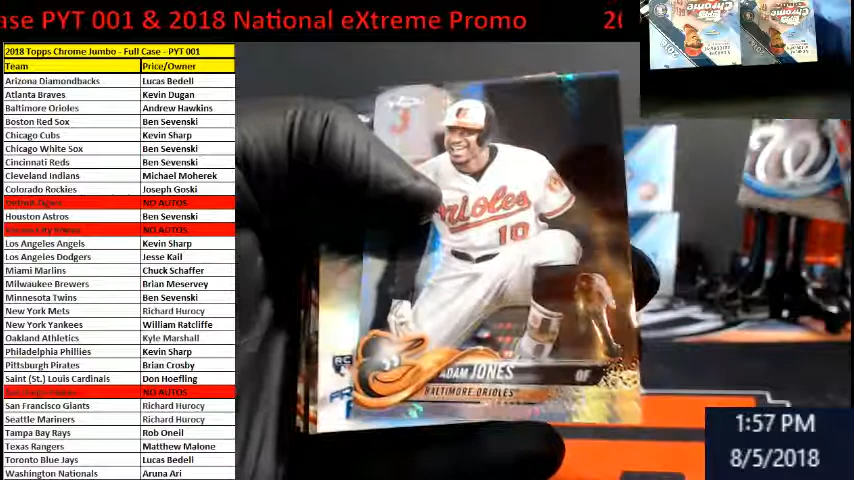 ase PYT 001 & 2018 National eXtreme Promo
2018 Topps Chrome Jumbo - Full Case - PYT 001
Team Price/Owner
Arizona Diamondbacks Lucas Bedell
Atlanta Braves Kevin Dugan
Baltimore Orioles Andrew Hawkins
Boston Red Sox Ben Sevenski
Chicago Cubs Kevin Sharp
Chicago White Sox Ben Sevenski
Cincinnati Reds Ben Sevenski
Cleveland Indians Michael Moherek
Colorado Rockies Joseph Goski
Detroit Tigers NO AUTOS
Houston Astros Ben Sevenski
Kansas City Royals NO AUTOS
Los Angeles Angels Kevin Sharp
Los Angeles Dodgers Jesse Kail
Miami Marlins Chuck Schaffer
Milwaukee Brewers Brian Meservey
Minnesota Twins Ben Sevenski
New York Mets Richard Hurocy
New York Yankees William Ratcliffe
Oakland Athletics Kyle Marshall
Philadelphia Phillies Kevin Sharp
Pittsburgh Pirates Brian Crosby
Saint (St.) Louis Cardinals Don Hoefling
NO AUTOS
San Francisco Giants Richard Hurocy
Seattle Mariners Richard Hurocy
Tampa Bay Rays Rob Oneil
Texas Rangers Matthew Malone
Toronto Blue Jays Lucas Bedell
Washington Nationals Aruna Ari
Orioles
10
RC
ADAM JONES OF
BALTIMORE ORIOLES
1:57 PM
8/5/2018